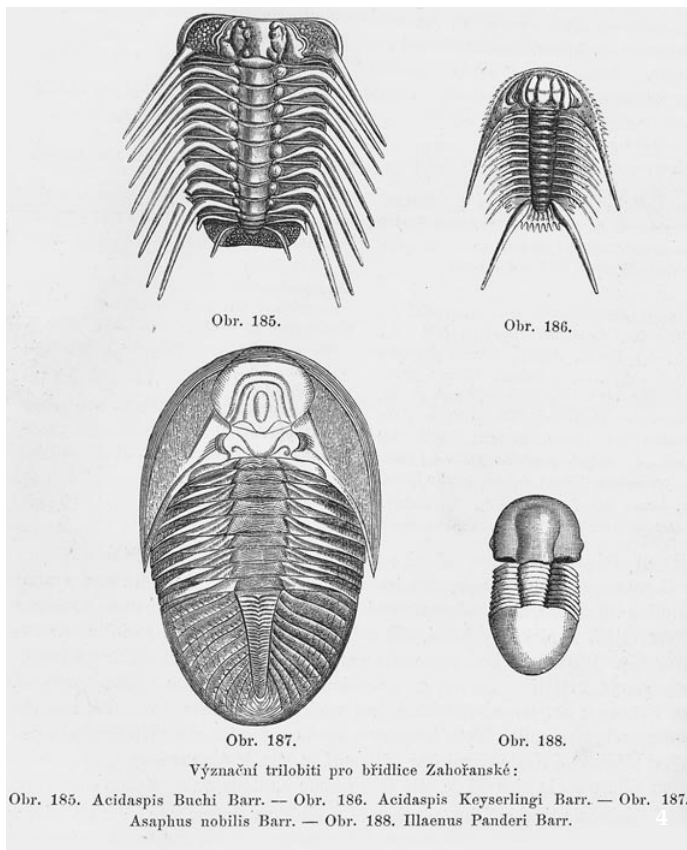 Obr. 185.
Obr. 186.
Obr. 187.
Obr. 188.
Význační trilobiti pro břidlice Zahořanské:
Obr. 185. Acidaspis Buchi Barr. — Obr. 186. Acidaspis Keyserlingi Barr. — Obr. 187.
Asaphus nobilis Barr. — Obr. 188. Illaenus Panderi Barr.
4